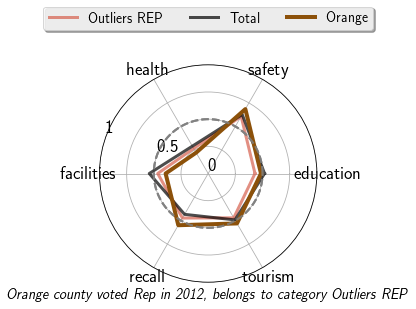 Outliers REP Total Orange
health safety
1
0.5
0
facilities education
recall tourism
Orange county voted Rep in 2012, belongs to category Outliers REP